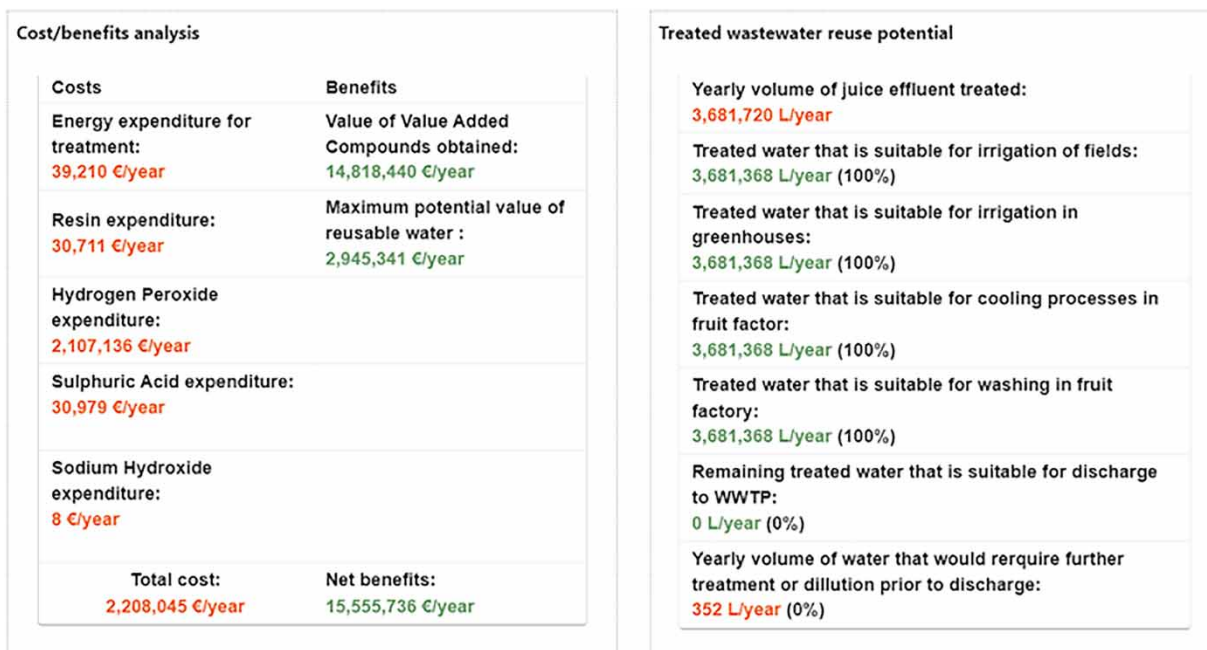 Cost/benefits analysis
Costs
Benefits
Energy expenditure for
treatment:
39,210 €/year
Value of Value Added
Compounds obtained:
14,818,440 €/year
Resin expenditure:
30,711 €/year
Maximum potential value of
reusable water :
2,945,341 €/year
Hydrogen Peroxide
expenditure:
2,107,136 €/year
Sulphuric Acid expenditure:
30,979 €/year
Sodium Hydroxide
expenditure:
8 €/year
Total cost:
2,208,045 €/year
Net benefits:
15,555,736 €/year
Treated wastewater reuse potential
Yearly volume of juice effluent treated:
3,681,720 L/year
Treated water that is suitable for irrigation of fields:
3,681,368 L/year (100%)
Treated water that is suitable for irrigation in
greenhouses:
3,681,368 L/year (100%)
Treated water that is suitable for cooling processes in
fruit factor:
3,681,368 L/year (100%)
Treated water that is suitable for washing in fruit
factory:
3,681,368 L/year (100%)
Remaining treated water that is suitable for discharge
to WWTP:
0 L/year (0%)
Yearly volume of water that would rerquire further
treatment or dillution prior to discharge:
352 L/year (0%)